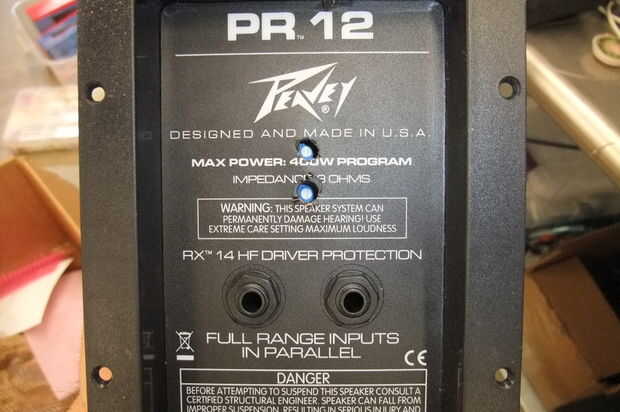 PR™ 12
PEAVEY®
DESIGNED AND MADE IN U.S.A.
MAX POWER: 400W PROGRAM
IMPEDANCE OHMS
WARNING: THIS SPEAKER SYSTEM CAN
PERMANENTLY DAMAGE HEARING! USE
EXTREME CARE SETTING MAXIMUM LOUDNESS
RX™ 14 HF DRIVER PROTECTION
FULL RANGE INPUTS
IN PARALLEL
CE
DANGER
BEFORE ATTEMPTING TO SUSPEND THIS SPEAKER CONSULT A
CERTIFIED STRUCTURAL ENGINEER. SPEAKER CAN FALL FROM
IMPROPER SUSPENSION, RESULTING IN SERIOUS INJURY AND